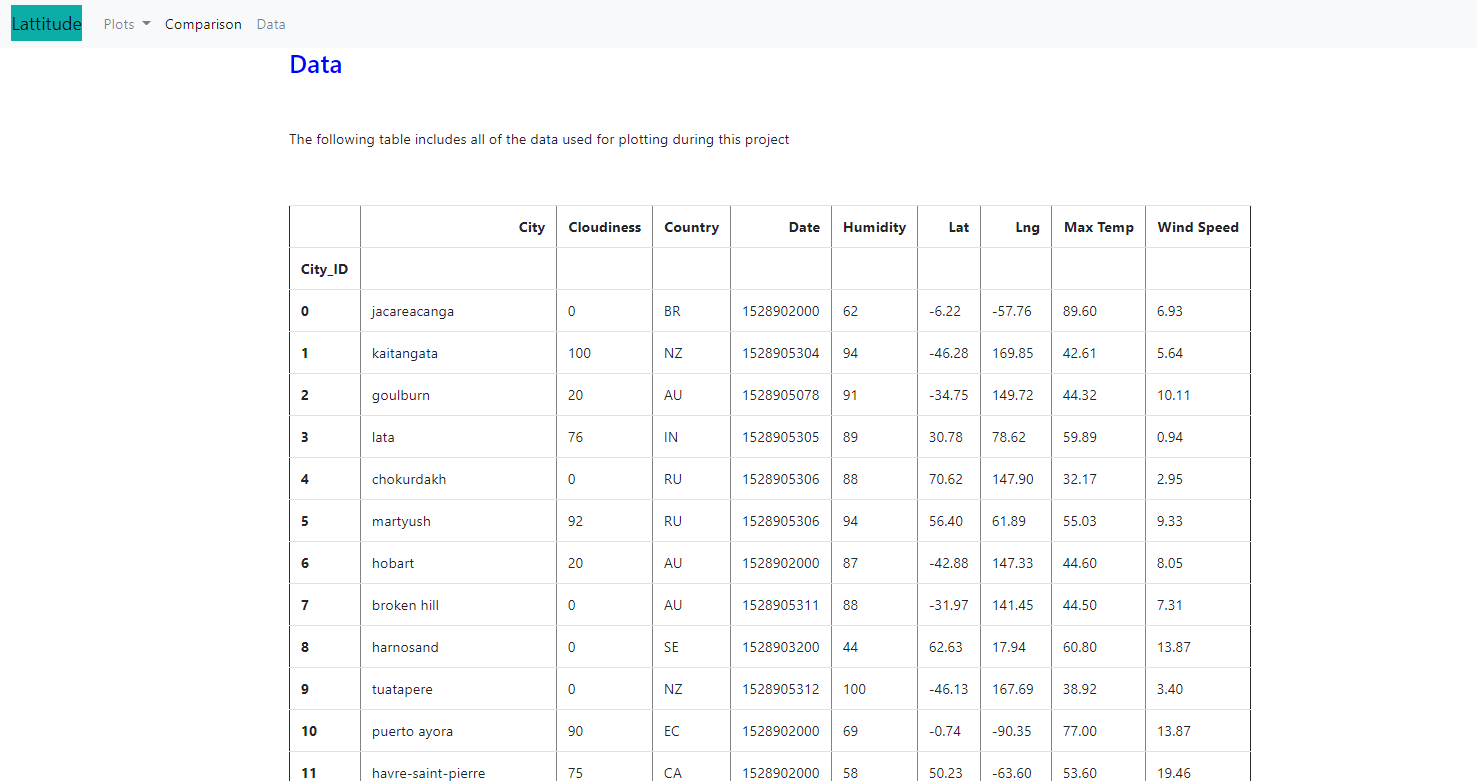 Lattitude Plots Comparison Data
Data
The following table includes all of the data used for plotting during this project
City Cloudiness Country Date Humidity Lat Lng Max Temp Wind Speed
City_ID
0 jacareacanga 0 BR 1528902000 62 -6.22 -57.76 89.60 6.93
1 kaitangata 100 NZ 1528905304 94 -46.28 169.85 42.61 5.64
2 goulburn 20 AU 1528905078 91 -34.75 149.72 44.32 10.11
3 lata 76 IN 1528905305 89 30.78 78.62 59.89 0.94
4 chokurdakh 0 RU 1528905306 88 70.62 147.90 32.17 2.95
5 martyush 92 RU 1528905306 94 56.40 61.89 55.03 9.33
6 hobart 20 AU 1528902000 87 -42.88 147.33 44.60 8.05
7 broken hill 0 AU 1528905311 88 -31.97 141.45 44.50 7.31
8 harnosand 0 SE 1528903200 44 62.63 17.94 60.80 13.87
9 tuatapere 0 NZ 1528905312 100 -46.13 167.69 38.92 3.40
10 puerto ayora 90 EC 1528902000 69 -0.74 -90.35 77.00 13.87
11 havre-saint-pierre 75 CA 1528902000 58 50.23 -63.60 53.60 19.46